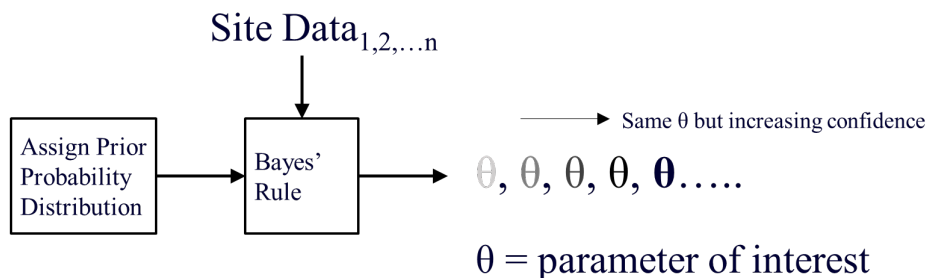 Site Data1,2,…n
Same θ but increasing confidence
Assign Prior
Probability
Distribution
Bayes’
Rule
θ, θ, θ, θ, θ…..
θ = parameter of interest